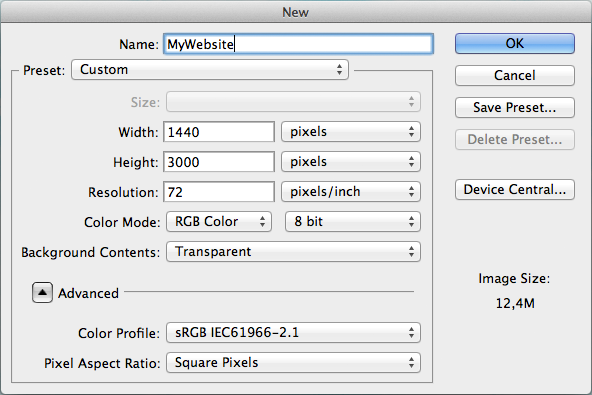 New
Name: MyWebsite OK
Preset: Custom Cancel
Size: Save Preset...
Width: 1440 pixels Delete Preset...
Height: 3000 pixels
Resolution: 72 pixels/inch Device Central...
Color Mode: RGB Color 8 bit
Background Contents: Transparent
Image Size:
Advanced 12,4M
Color Profile: sRGB IEC61966-2.1
Pixel Aspect Ratio: Square Pixels